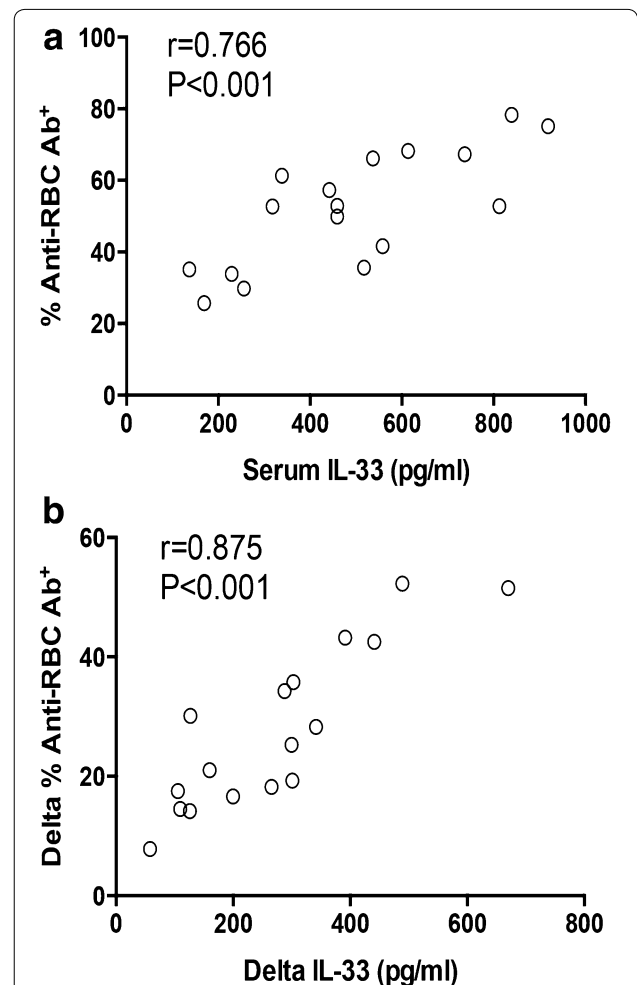 a
r=0.766
P<0.001
100
80
60
40
20
0
% Anti-RBC Ab+
0 200 400 600 800 1000
Serum IL-33 (pg/ml)
b
r=0.875
P<0.001
60
40
20
0
Delta % Anti-RBC Ab+
0 200 400 600 800
Delta IL-33 (pg/ml)